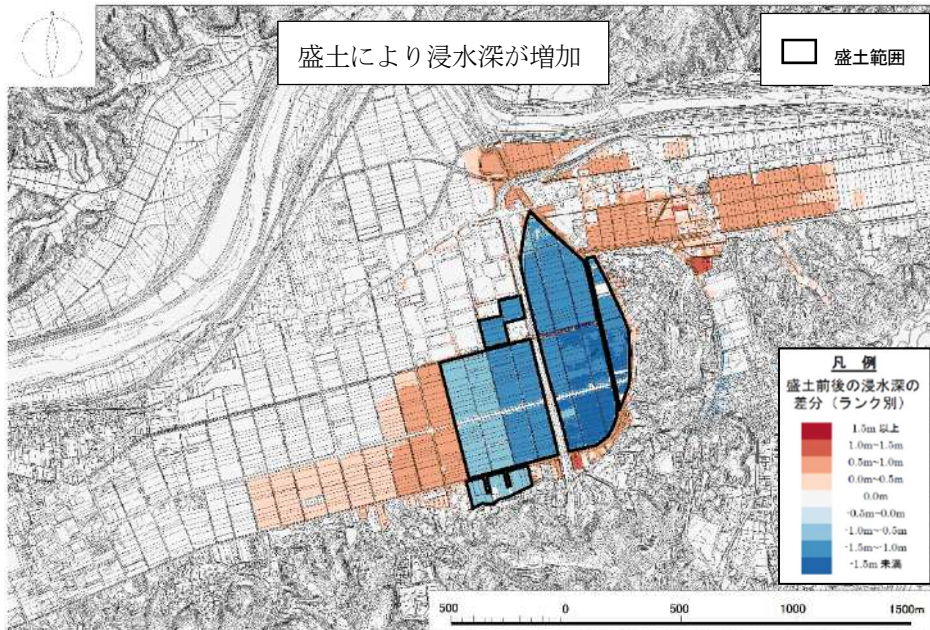 盛土により浸水深が増加
盛土範囲
凡 例
盛土前後の浸水深の
差分（ランク別）
1.5m 以上
1.0m~1.5m
0.5m~1.0m
0.0m~0.5m
0.0m
-0.5m~0.0m
-1.0m~-0.5m
-1.5m~-1.0m
-1.5m 未満
500 0 500 1000 1500m